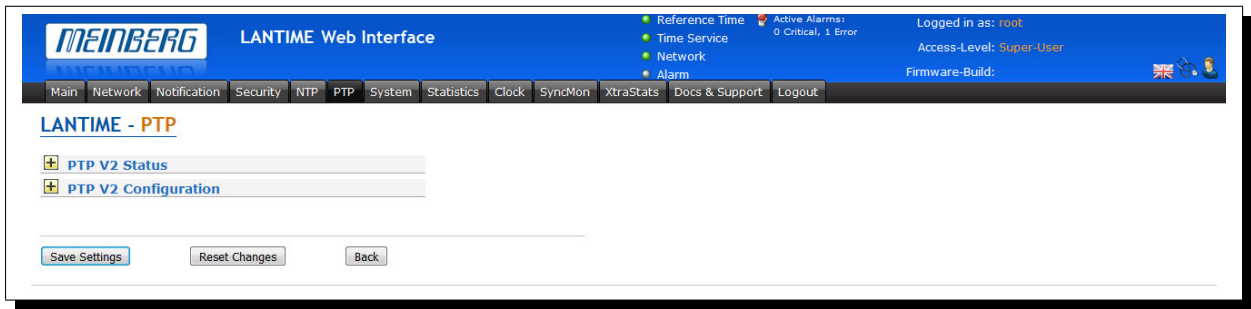 MEINBERG
LANTIME Web Interface
Reference Time
Time Service
Network
Alarm
Active Alarms:
0 Critical, 1 Error
Logged in as: root
Access-Level: Super-User
Firmware-Build:
Main Network Notification Security NTP PTP System Statistics Clock SyncMon XtraStats Docs & Support Logout
LANTIME - PTP
PTP V2 Status
PTP V2 Configuration
Save Settings Reset Changes Back